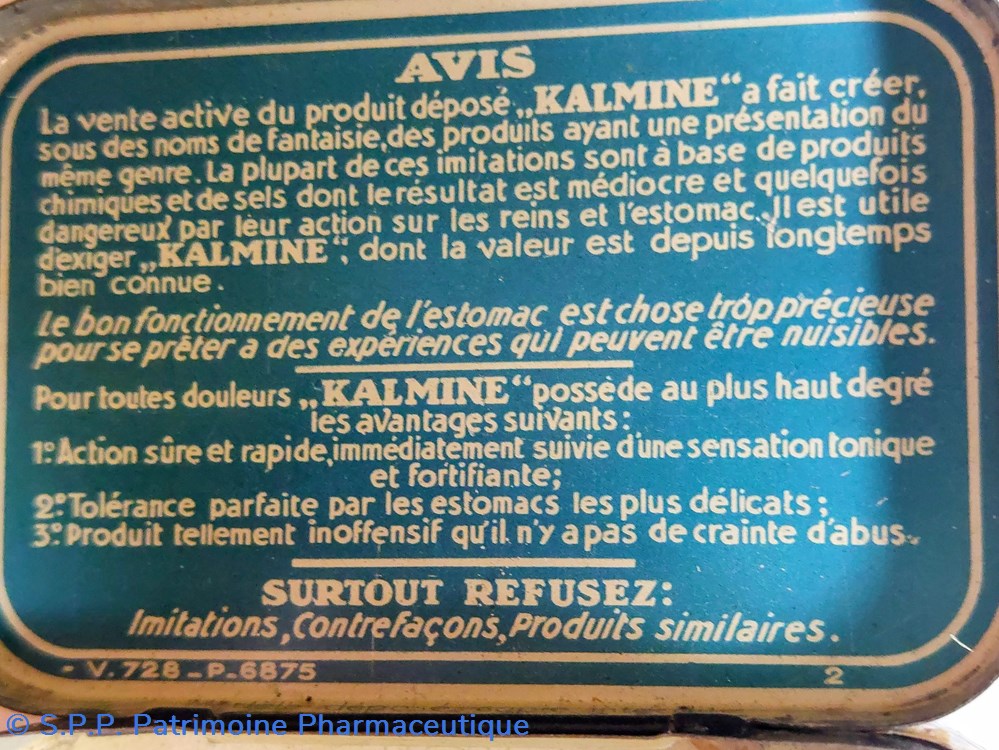 AVIS
La vente active du produit déposé „KALMINE“ a fait créer,
sous des noms de fantaisie, des produits ayant une présentation du
même genre. La plupart de ces imitations sont à base de produits
chimiques et de sels dont le résultat est médiocre et quelquefois
dangereux par leur action sur les reins et l'estomac. Il est utile
d'exiger „KALMINE“, dont la valeur est depuis longtemps
bien connue.
Le bon fonctionnement de l'estomac est chose trop précieuse
pour se prêter a des expériences qui peuvent être nuisibles.
Pour toutes douleurs „KALMINE“ possède au plus haut degré
les avantages suivants:
1º Action sûre et rapide, immédiatement suivie d'une sensation tonique
et fortifiante;
2º Tolérance parfaite par les estomacs les plus délicats;
3º Produit tellement inoffensif qu'il n'y a pas de crainte d'abus.
SURTOUT REFUSEZ:
Imitations, Contrefaçons, Produits similaires.
- V. 728 - P. 6875 2
© S.P.P. Patrimoine Pharmaceutique